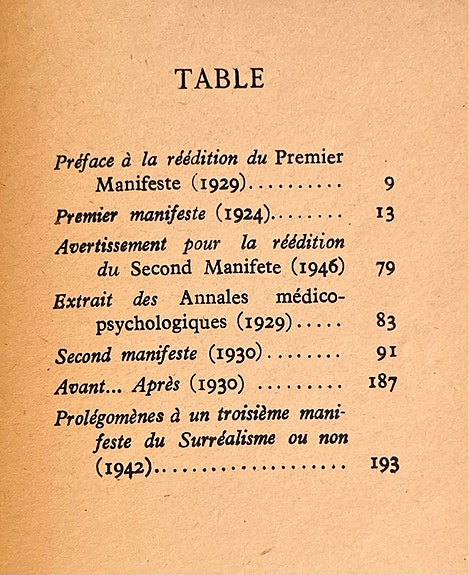 TABLE
Préface à la réédition du Premier
Manifeste (1929).......... 9
Premier manifeste (1924)........ 13
Avertissement pour la réédition
du Second Manifete (1946) 79
Extrait des Annales médico-
psychologiques (1929)..... 83
Second manifeste (1930)........ 91
Avant... Après (1930) ......... 187
Prolégomènes à un troisième mani-
feste du Surréalisme ou non
(1942).................... 193